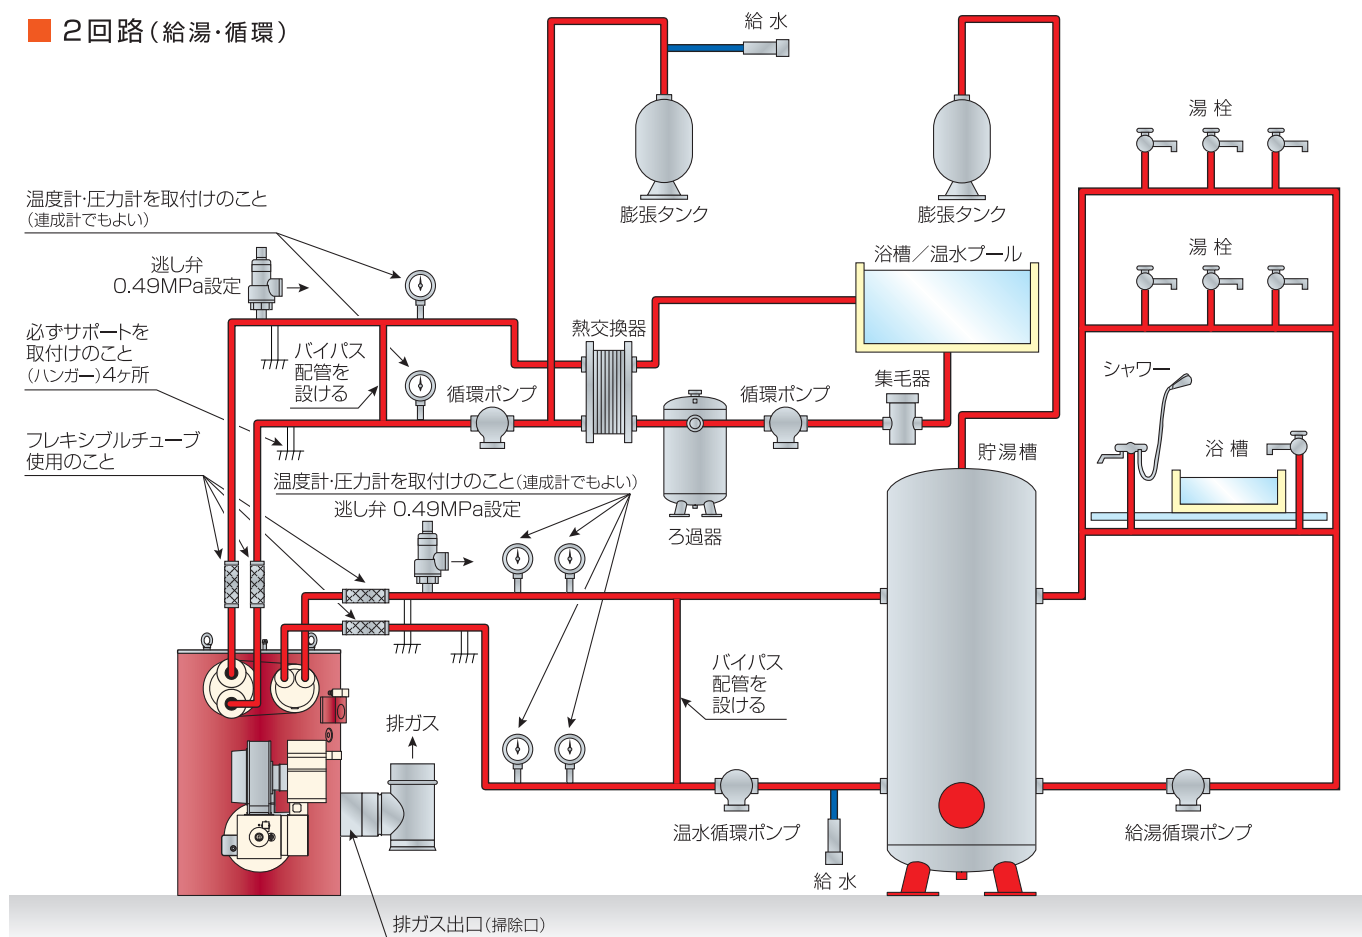 2回路(給湯・循環)
給水
湯栓
膨張タンク
膨張タンク
温度計・圧力計を取付けのこと
(連成計でもよい)
逃し弁
0.49MPa設定
浴槽／温水プール
湯栓
必ずサポートを
取付けのこと
(ハンガー)4ヶ所
バイパス
配管を
設ける
熱交換器
循環ポンプ
循環ポンプ
集毛器
シャワー
フレキシブルチューブ
使用のこと
貯湯槽
浴槽
温度計・圧力計を取付けのこと(連成計でもよい)
逃し弁 0.49MPa設定
ろ過器
バイパス
配管を
設ける
排ガス
温水循環ポンプ
給湯循環ポンプ
給水
排ガス出口(掃除口)